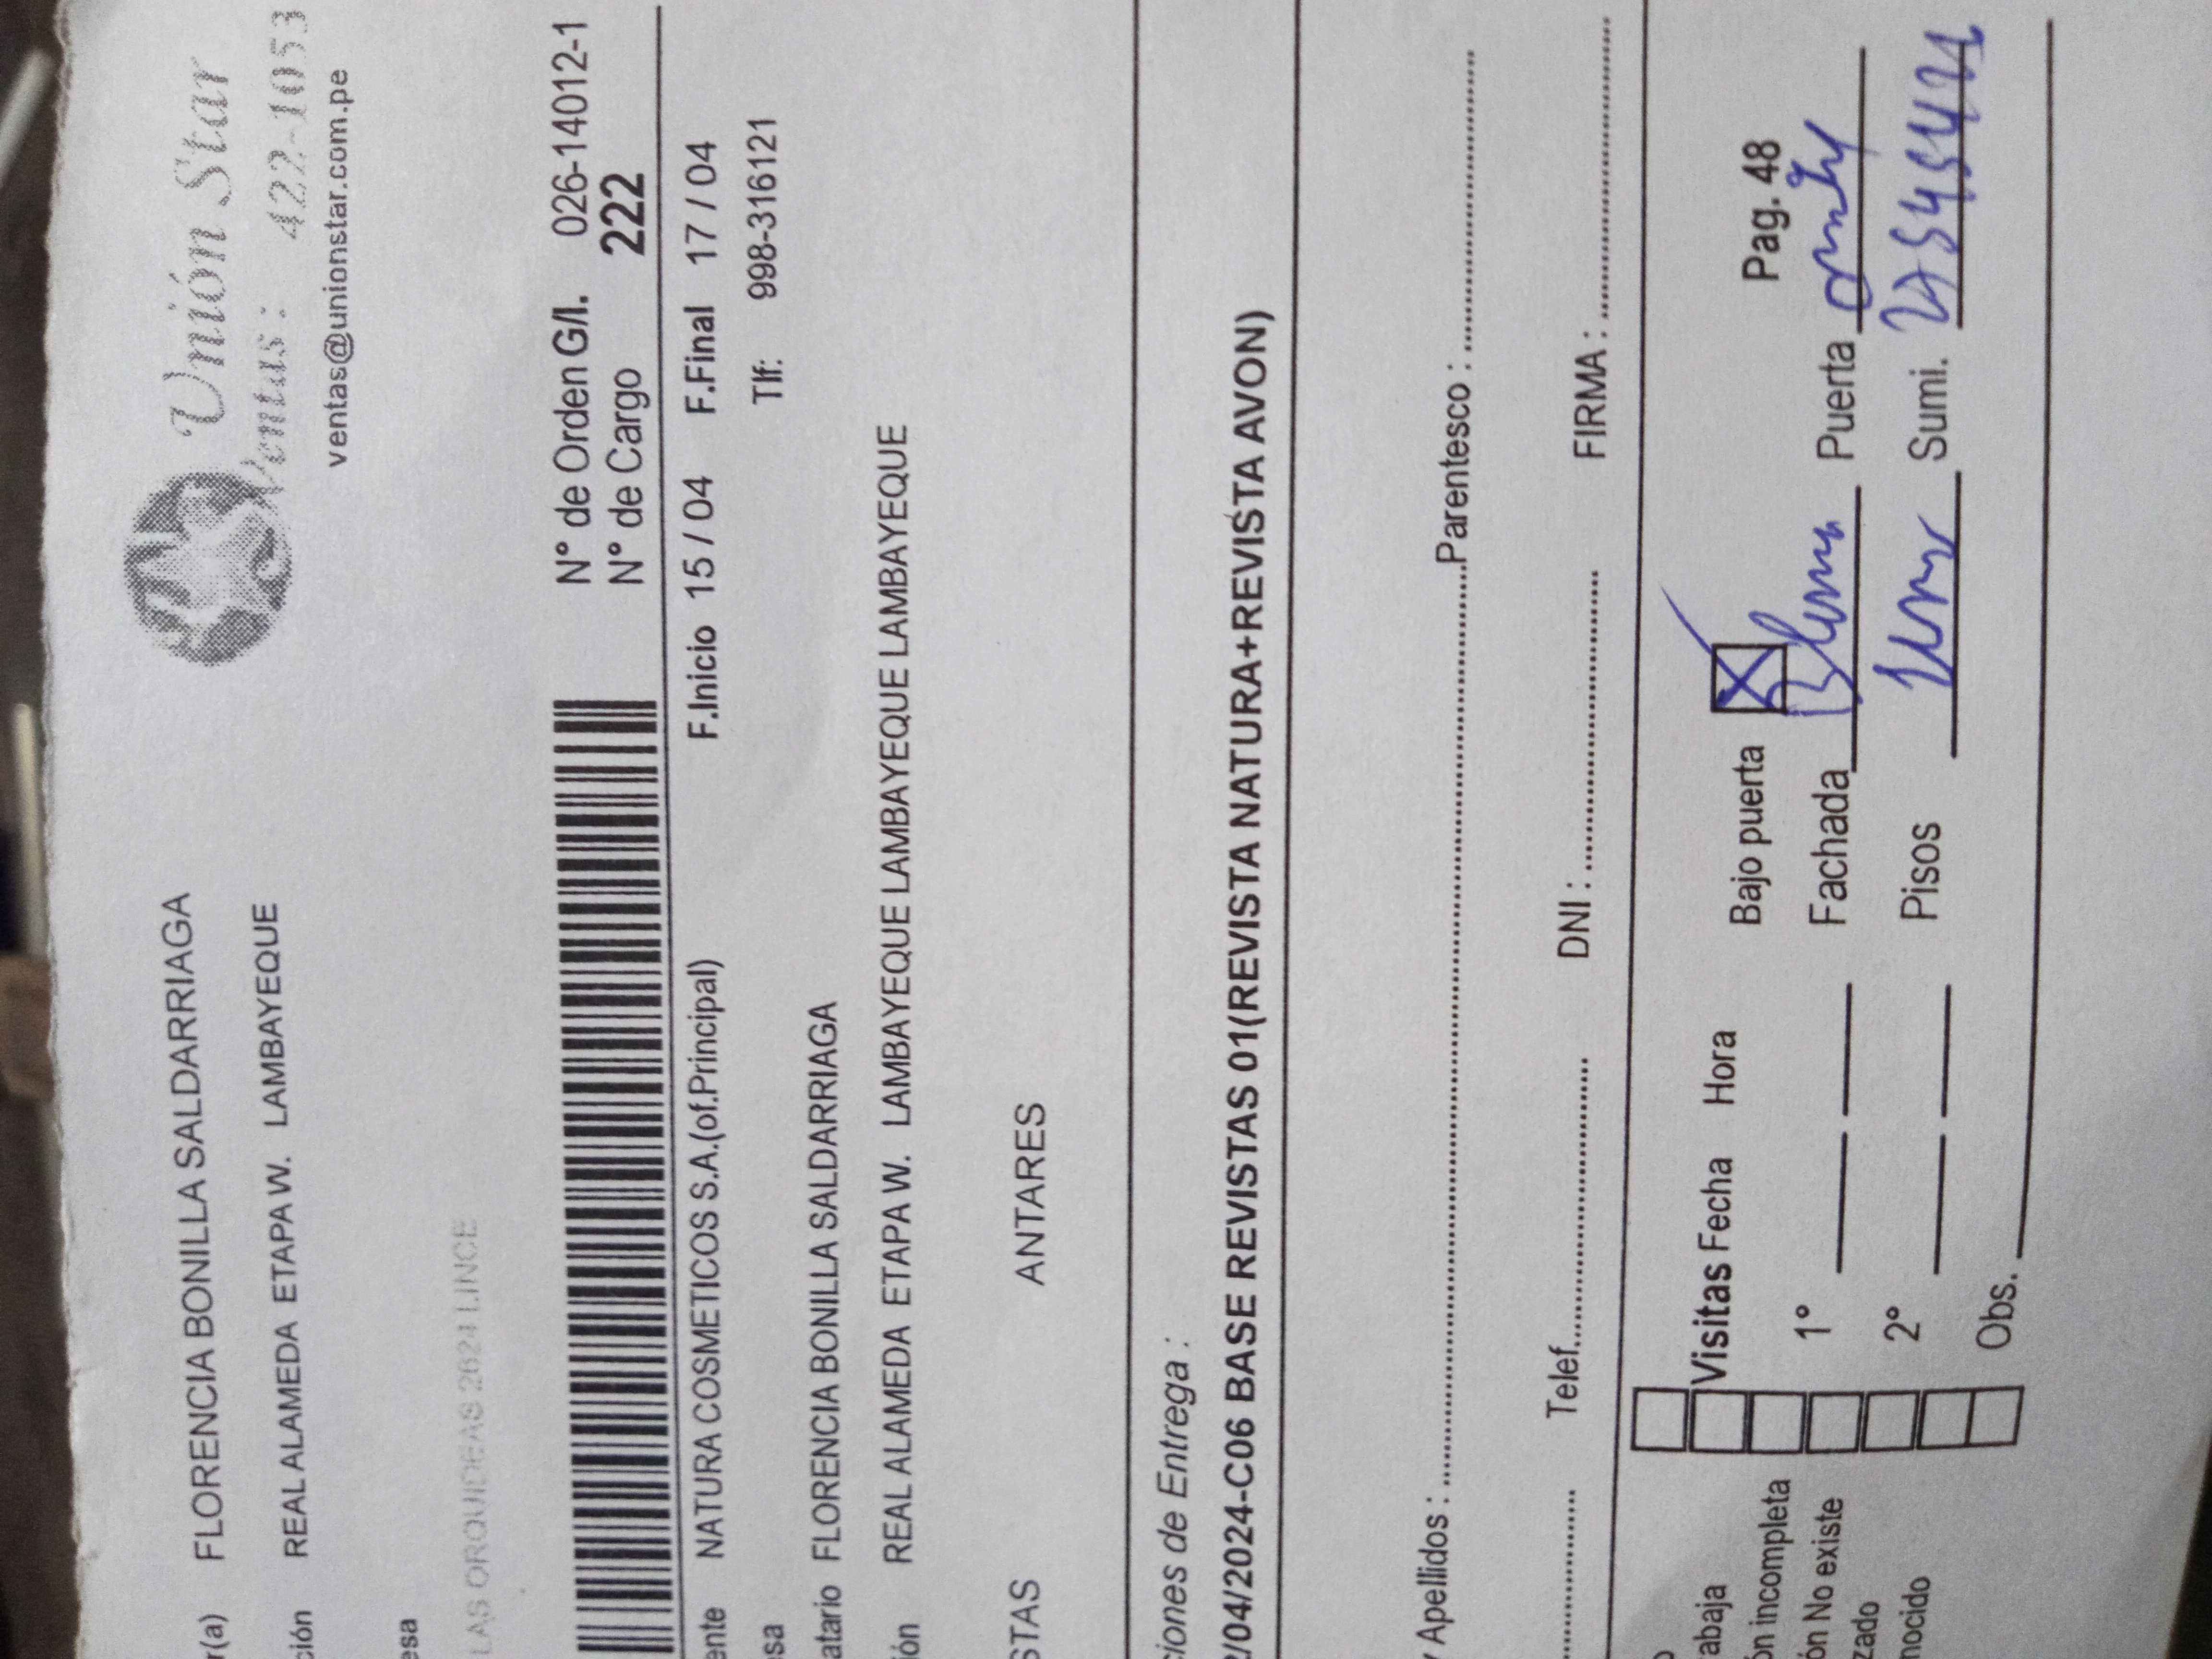 Unión Star
Ventas: 422-1053
ventas@unionstar.com.pe
r(a) FLORENCIA BONILLA SALDARRIAGA
ción REAL ALAMEDA ETAPA W. LAMBAYEQUE
esa
LAS ORQUIDEAS 2624 LINCE
N° de Orden G/I. 026-14012-1
N° de Cargo 222
ente NATURA COSMETICOS S.A.(of.Principal) F.Inicio 15 / 04 F.Final 17 / 04
esa Tlf: 998-316121
atario FLORENCIA BONILLA SALDARRIAGA
ión REAL ALAMEDA ETAPA W. LAMBAYEQUE LAMBAYEQUE LAMBAYEQUE
STAS ANTARES
ciones de Entrega :
2/04/2024-C06 BASE REVISTAS 01(REVISTA NATURA+REVISTA AVON)
y Apellidos : Parentesco :
Telef. DNI : FIRMA :
Visitas Fecha Hora Bajo puerta X Pag. 48
abaja
ón incompleta 1° Fachada Puerta
ón No existe
zado 2° Pisos Sumi.
nocido Obs.